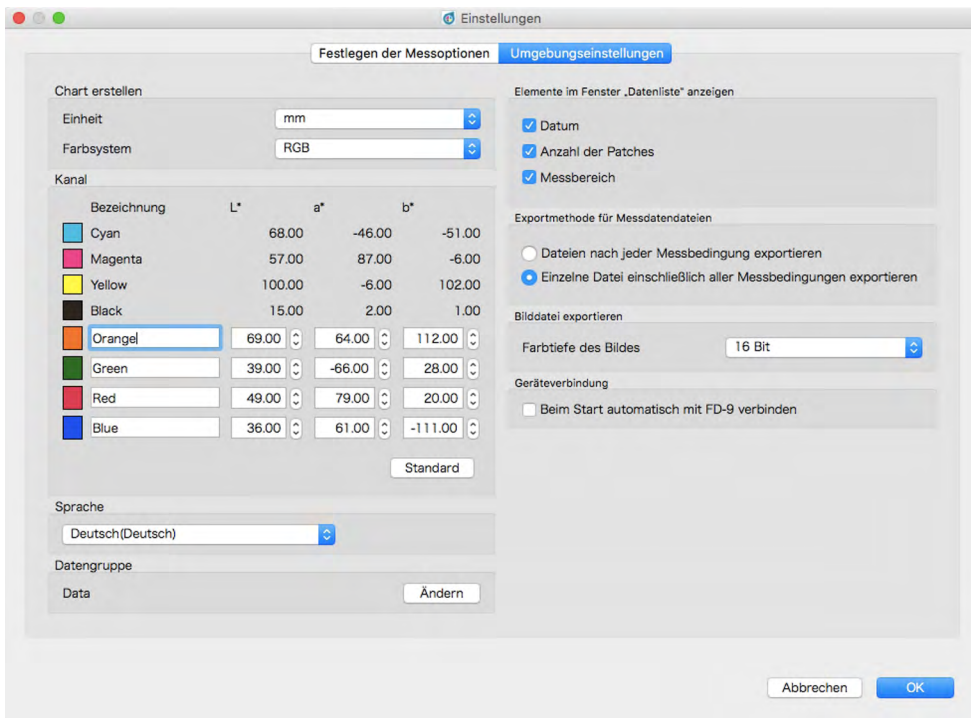 Einstellungen
Festlegen der Messoptionen Umgebungseinstellungen
Chart erstellen
Einheit mm
Farbsystem RGB
Kanal
Bezeichnung L* a* b*
Cyan 68.00 -46.00 -51.00
Magenta 57.00 87.00 -6.00
Yellow 100.00 -6.00 102.00
Black 15.00 2.00 1.00
Orange 69.00 64.00 112.00
Green 39.00 -66.00 28.00
Red 49.00 79.00 20.00
Blue 36.00 61.00 -111.00
Standard
Sprache
Deutsch(Deutsch)
Datengruppe
Data Ändern
Elemente im Fenster „Datenliste" anzeigen
Datum
Anzahl der Patches
Messbereich
Exportmethode für Messdatendateien
Dateien nach jeder Messbedingung exportieren
Einzelne Datei einschließlich aller Messbedingungen exportieren
Bilddatei exportieren
Farbtiefe des Bildes 16 Bit
Geräteverbindung
Beim Start automatisch mit FD-9 verbinden
Abbrechen OK